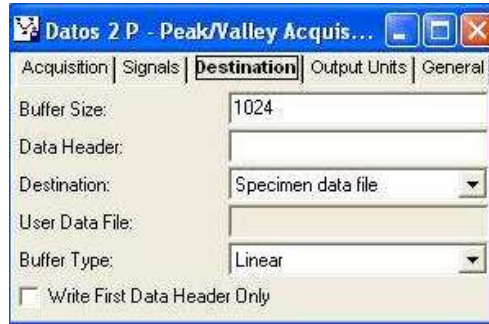 Datos 2 P - Peak/Valley Acquis...
Acquisition Signals Destination Output Units General
Buffer Size: 1024
Data Header:
Destination: Specimen data file
User Data File:
Buffer Type: Linear
Write First Data Header Only